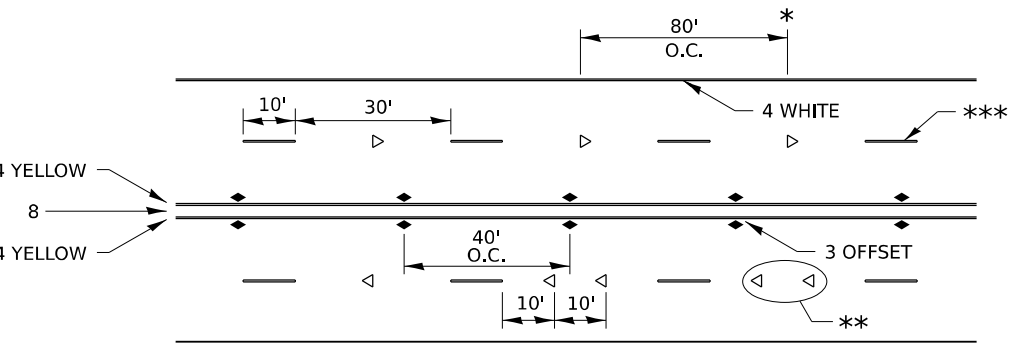 80' *
O.C.
10' 30'
4 WHITE ***
4 YELLOW
8
4 YELLOW
40'
O.C.
3 OFFSET
10' 10'
**